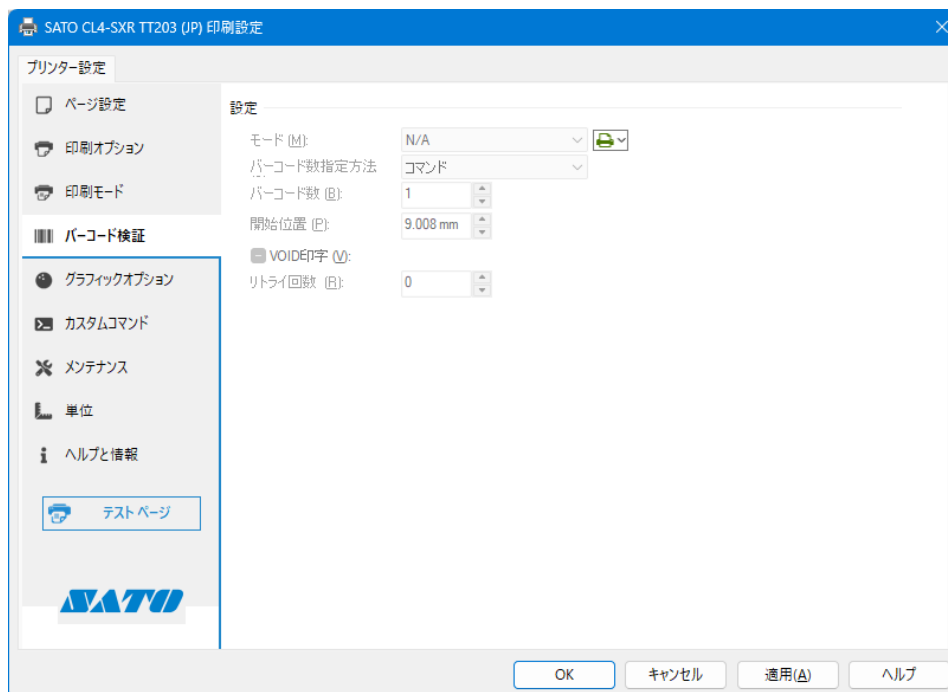 SATO CL4-SXR TT203 (JP) 印刷設定
プリンター設定
ページ設定
印刷オプション
印刷モード
バーコード検証
グラフィックオプション
カスタムコマンド
メンテナンス
単位
ヘルプと情報
テスト ページ
SATO
設定
モード (M): N/A
バーコード数指定方法 コマンド
バーコード数 (B): 1
開始位置 (P): 9.008 mm
VOID印字 (V):
リトライ回数 (R): 0
OK キャンセル 適用(A) ヘルプ